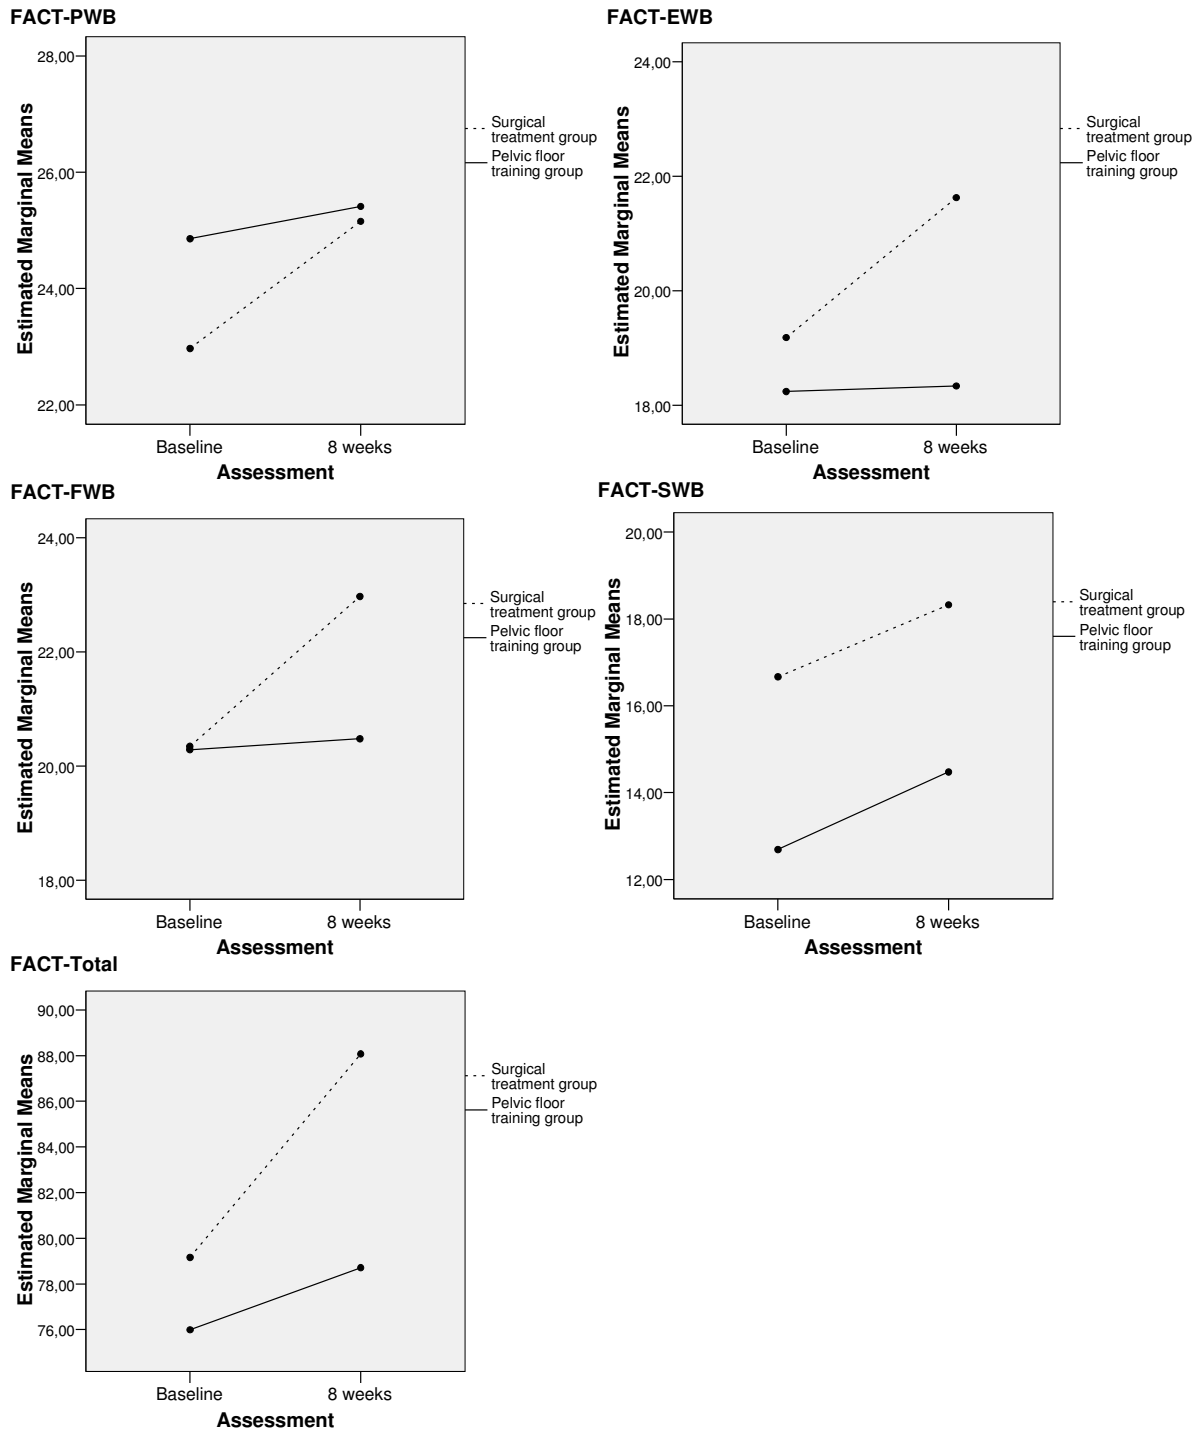 FACT-PWB
Estimated Marginal Means
28,00
26,00
24,00
22,00
Baseline
8 weeks
Assessment
Surgical
treatment group
Pelvic floor
training group
FACT-EWB
Estimated Marginal Means
24,00
22,00
20,00
18,00
Baseline
8 weeks
Assessment
Surgical
treatment group
Pelvic floor
training group
FACT-FWB
Estimated Marginal Means
24,00
22,00
20,00
18,00
Baseline
8 weeks
Assessment
Surgical
treatment group
Pelvic floor
training group
FACT-SWB
Estimated Marginal Means
20,00
18,00
16,00
14,00
12,00
Baseline
8 weeks
Assessment
Surgical
treatment group
Pelvic floor
training group
FACT-Total
Estimated Marginal Means
90,00
88,00
86,00
84,00
82,00
80,00
78,00
76,00
Baseline
8 weeks
Assessment
Surgical
treatment group
Pelvic floor
training group